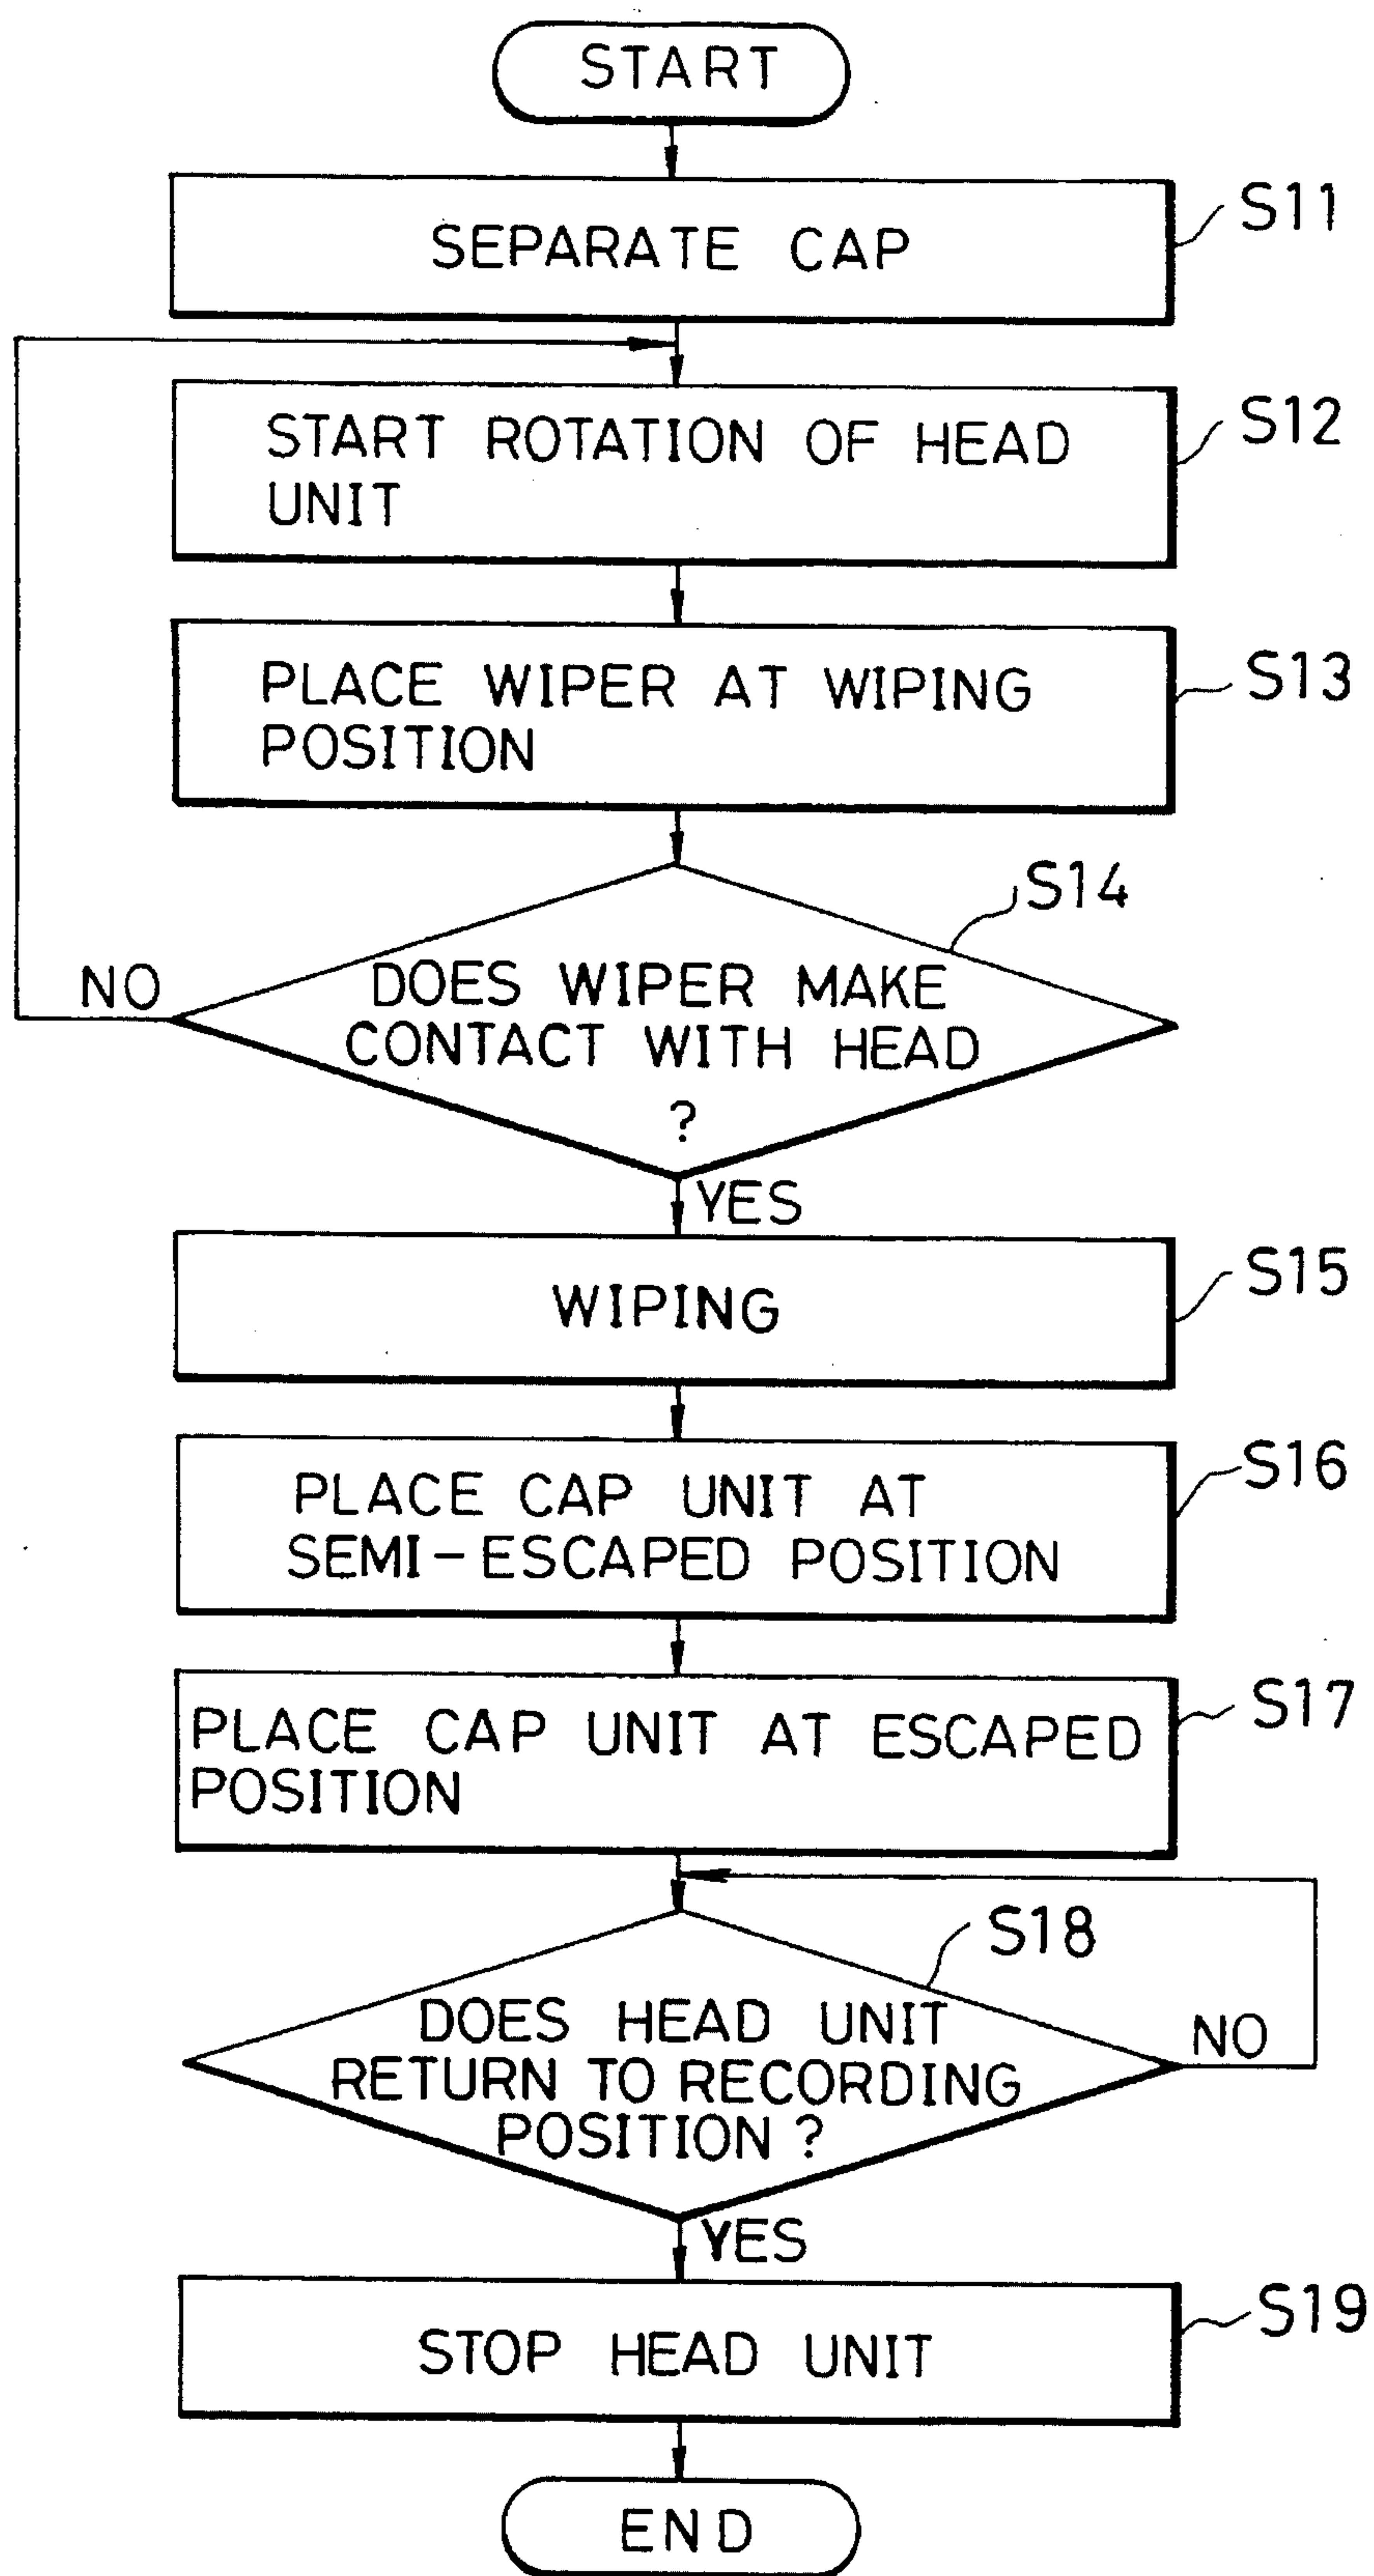 START
SEPARATE CAP
S11
START ROTATION OF HEAD
UNIT
S12
PLACE WIPER AT WIPING
POSITION
S13
S14
DOES WIPER MAKE
CONTACT WITH HEAD
?
NO
YES
WIPING
S15
PLACE CAP UNIT AT
SEMI-ESCAPED POSITION
S16
PLACE CAP UNIT AT ESCAPED
POSITION
S17
S18
DOES HEAD UNIT
RETURN TO RECORDING
POSITION ?
NO
YES
STOP HEAD UNIT
S19
END